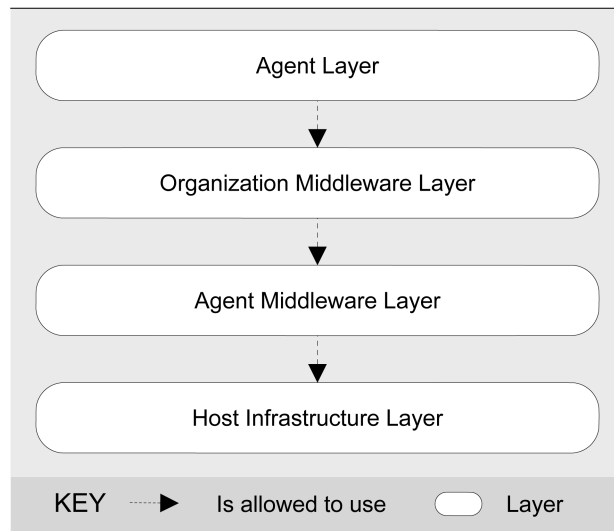 Agent Layer
Organization Middleware Layer
Agent Middleware Layer
Host Infrastructure Layer
KEY Is allowed to use Layer